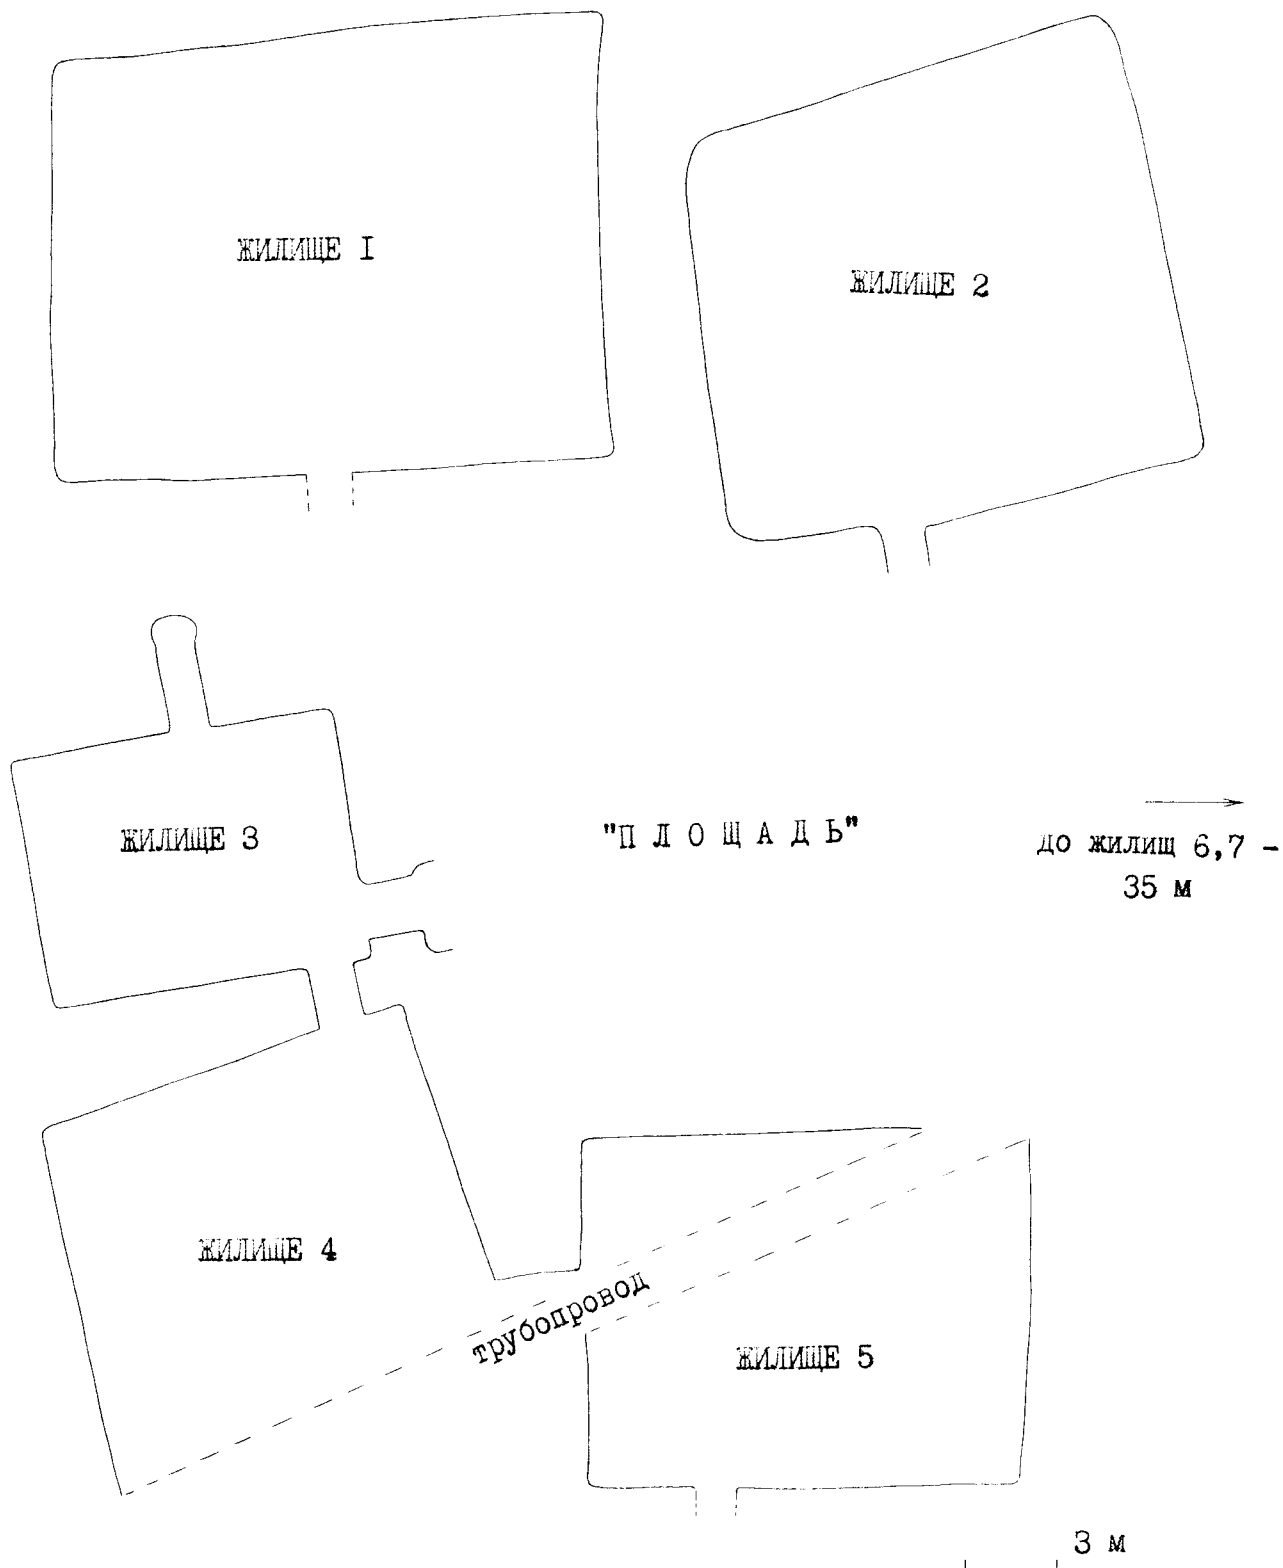 ЖИЛИЩЕ I
ЖИЛИЩЕ 2
ЖИЛИЩЕ 3
"П Л О Щ А Д Ь"
до жилищ 6,7 -
35 м
ЖИЛИЩЕ 4
трубопровод
ЖИЛИЩЕ 5
3 м